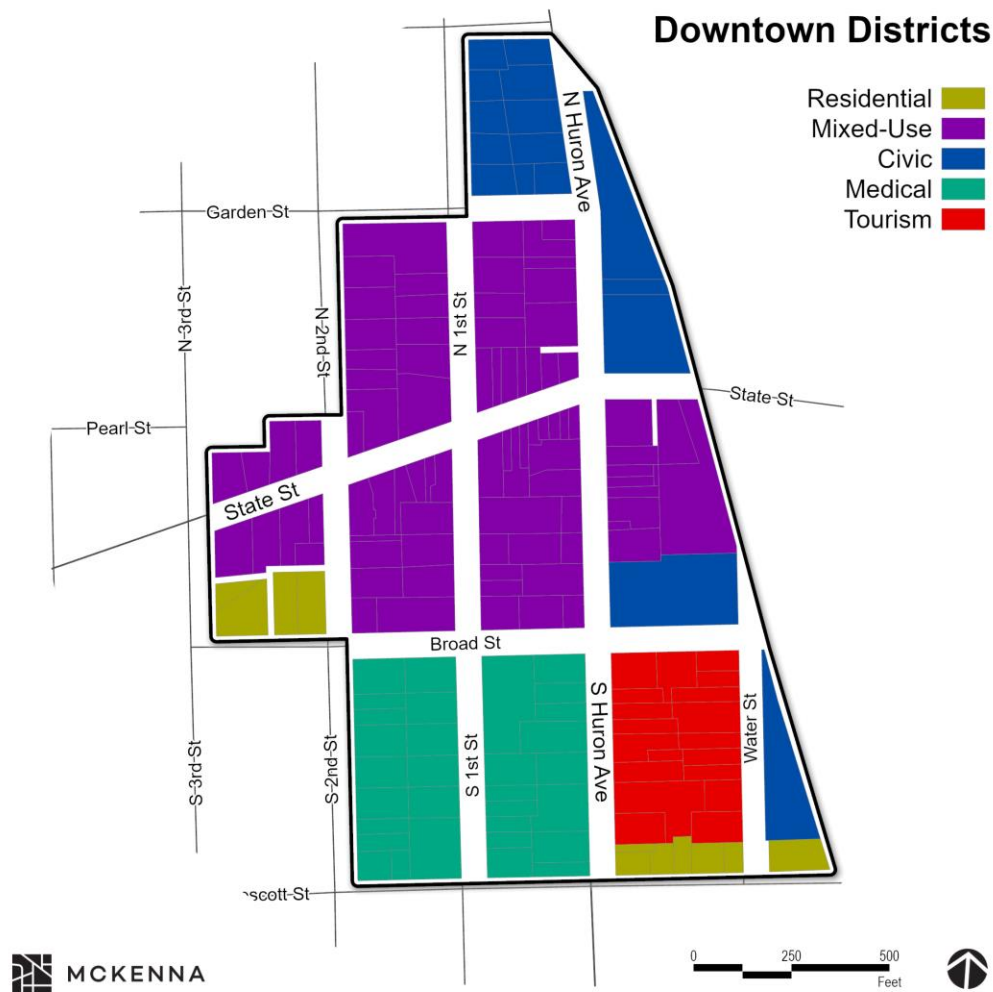 Downtown Districts
Residential
Mixed-Use
Civic
Medical
Tourism
N Huron Ave
Garden St
N 3rd St
N 2nd St
N 1st St
State St
Pearl St
State St
Broad St
S 3rd St
S 2nd St
S 1st St
S Huron Ave
Water St
scott St
MCKENNA
0 250 500
Feet